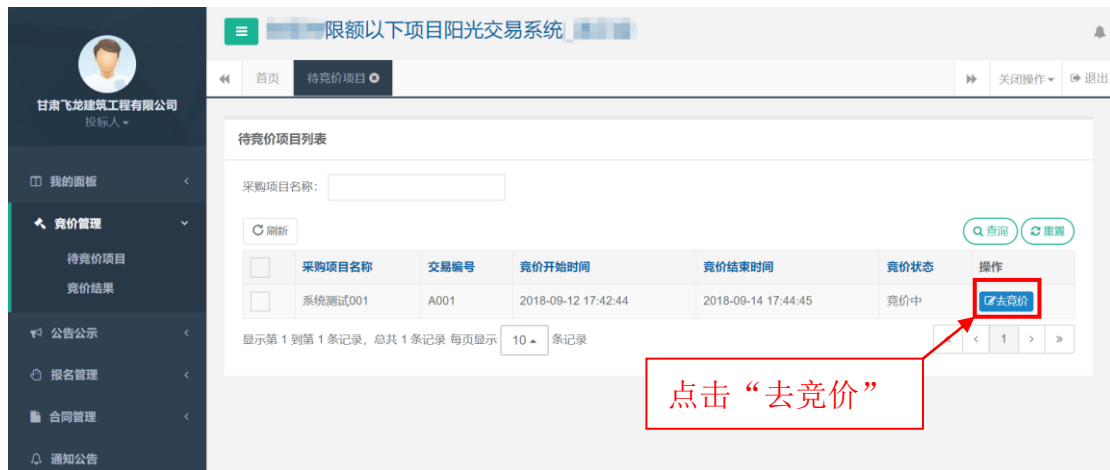 限额以下项目阳光交易系统
首页 待竞价项目 关闭操作 退出
甘肃飞龙建筑工程有限公司
投标人
我的面板
竞价管理
待竞价项目
竞价结果
公告公示
报名管理
合同管理
通知公告
待竞价项目列表
采购项目名称：
刷新 查询 重置
采购项目名称 交易编号 竞价开始时间 竞价结束时间 竞价状态 操作
系统测试001 A001 2018-09-12 17:42:44 2018-09-14 17:44:45 竞价中 去竞价
显示第 1 到第 1 条记录，总共 1 条记录 每页显示 10 条记录 ‹ 1 › »
点击“去竞价”